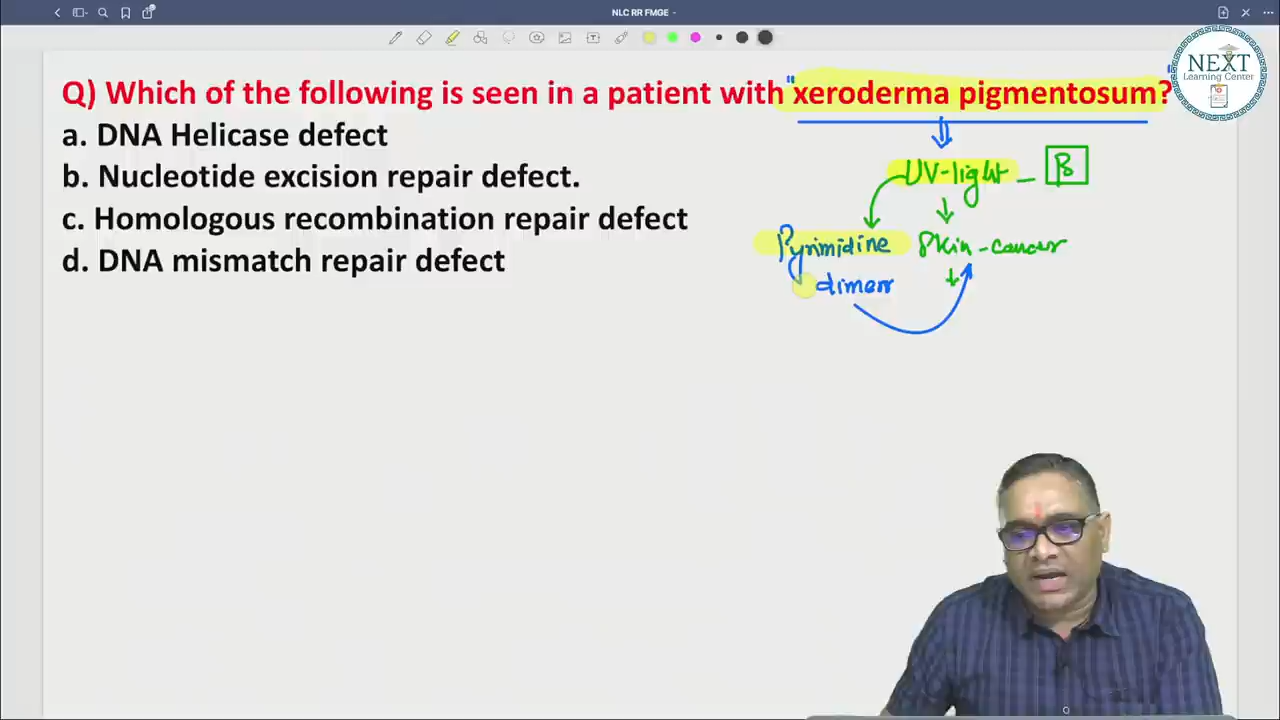 NLC RR FMGE
Q) Which of the following is seen in a patient with "xeroderma pigmentosum?"
a. DNA Helicase defect
b. Nucleotide excision repair defect.
c. Homologous recombination repair defect
d. DNA mismatch repair defect
UV-light - B
Pyrimidine
dimer
Skin-cancer
NEXT
Learning Center